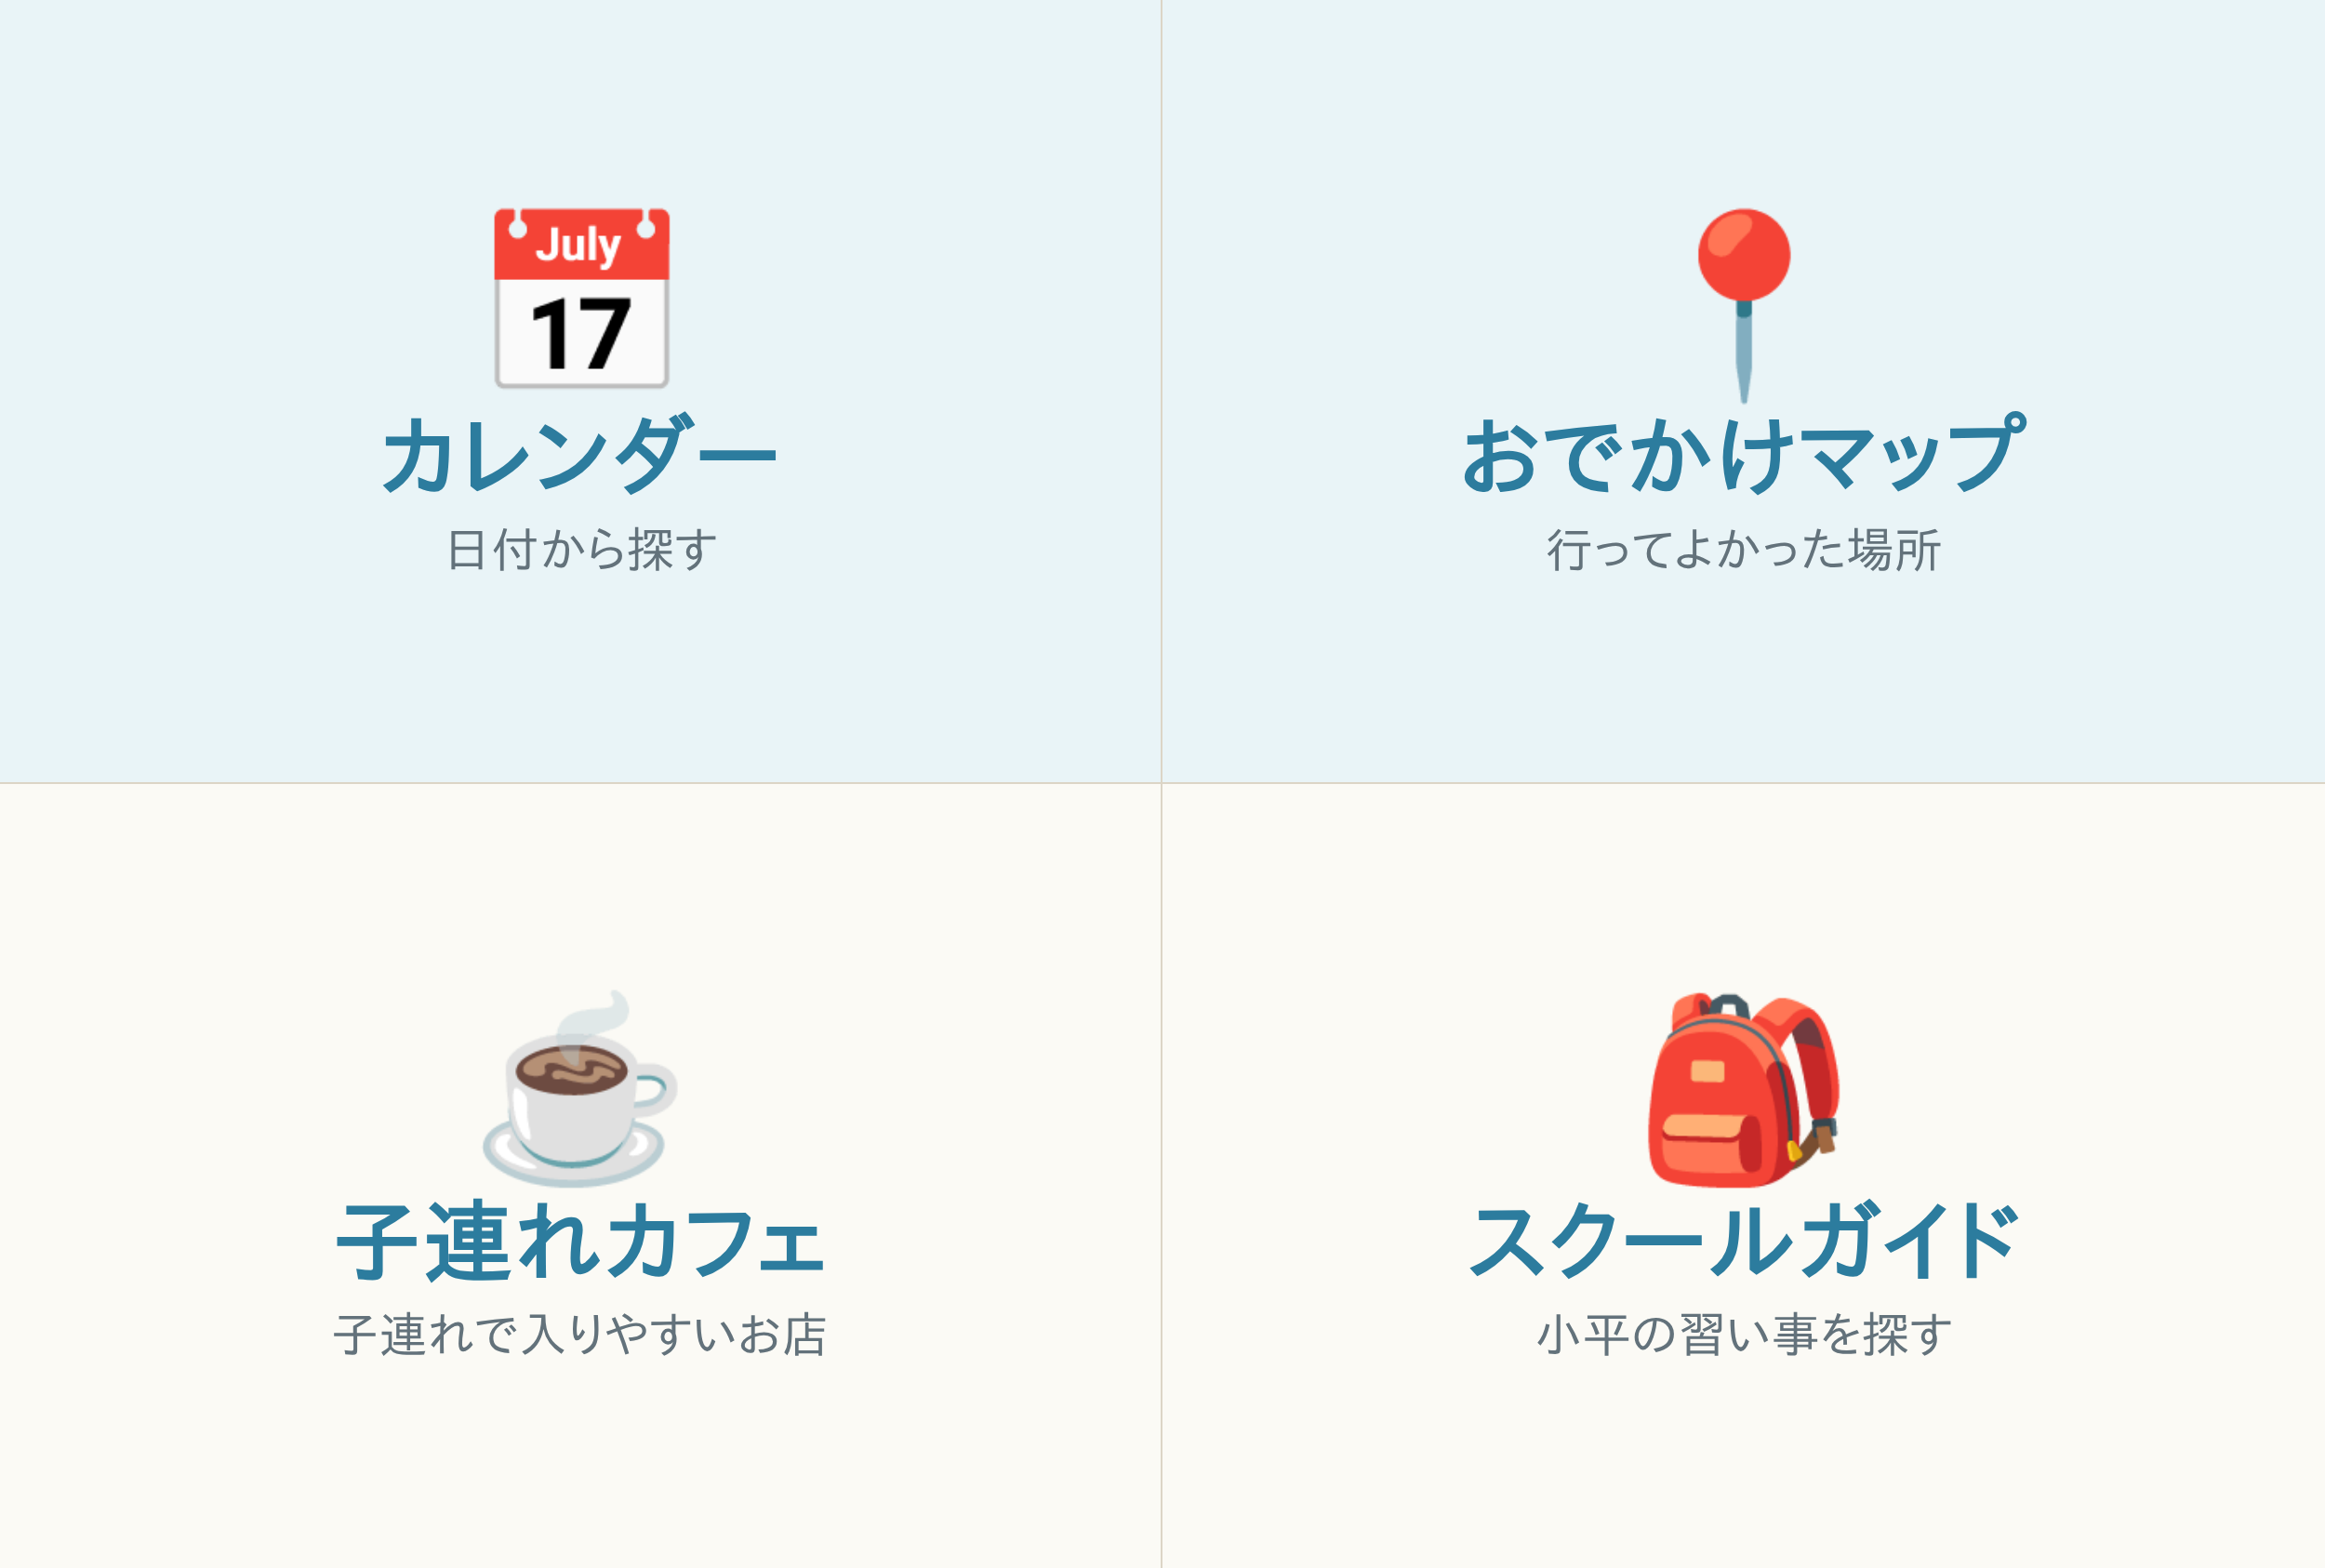 July
17
カレンダー
日付から探す
おでかけマップ
行ってよかった場所
子連れカフェ
子連れで入りやすいお店
スクールガイド
小平の習い事を探す